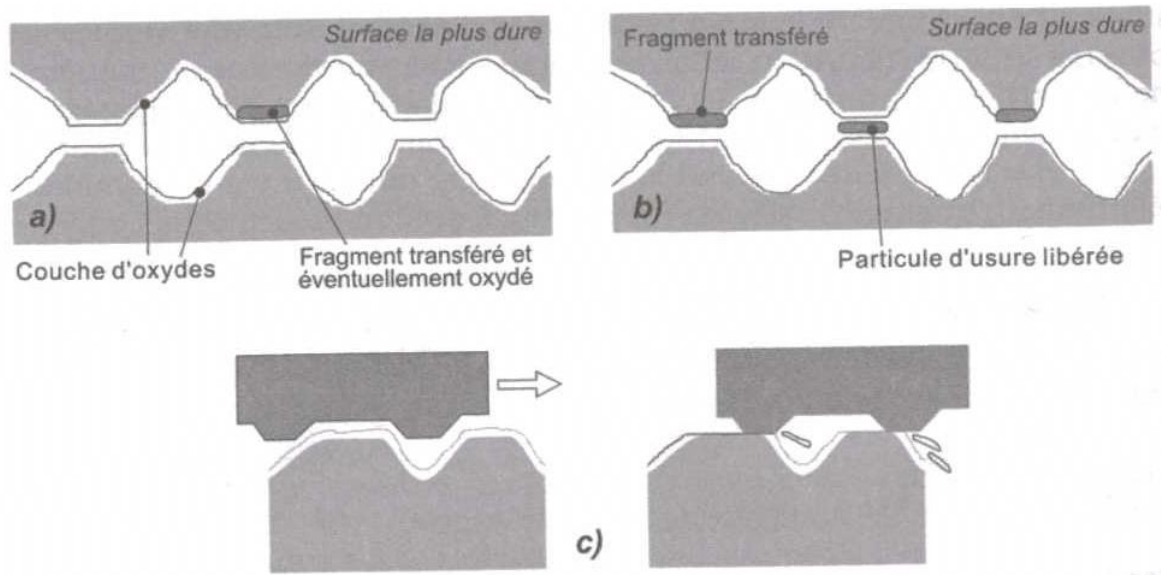 Surface la plus dure
a)
Couche d'oxydes
Fragment transféré et
éventuellement oxydé
Fragment transféré
Surface la plus dure
b)
Particule d'usure libérée
c)